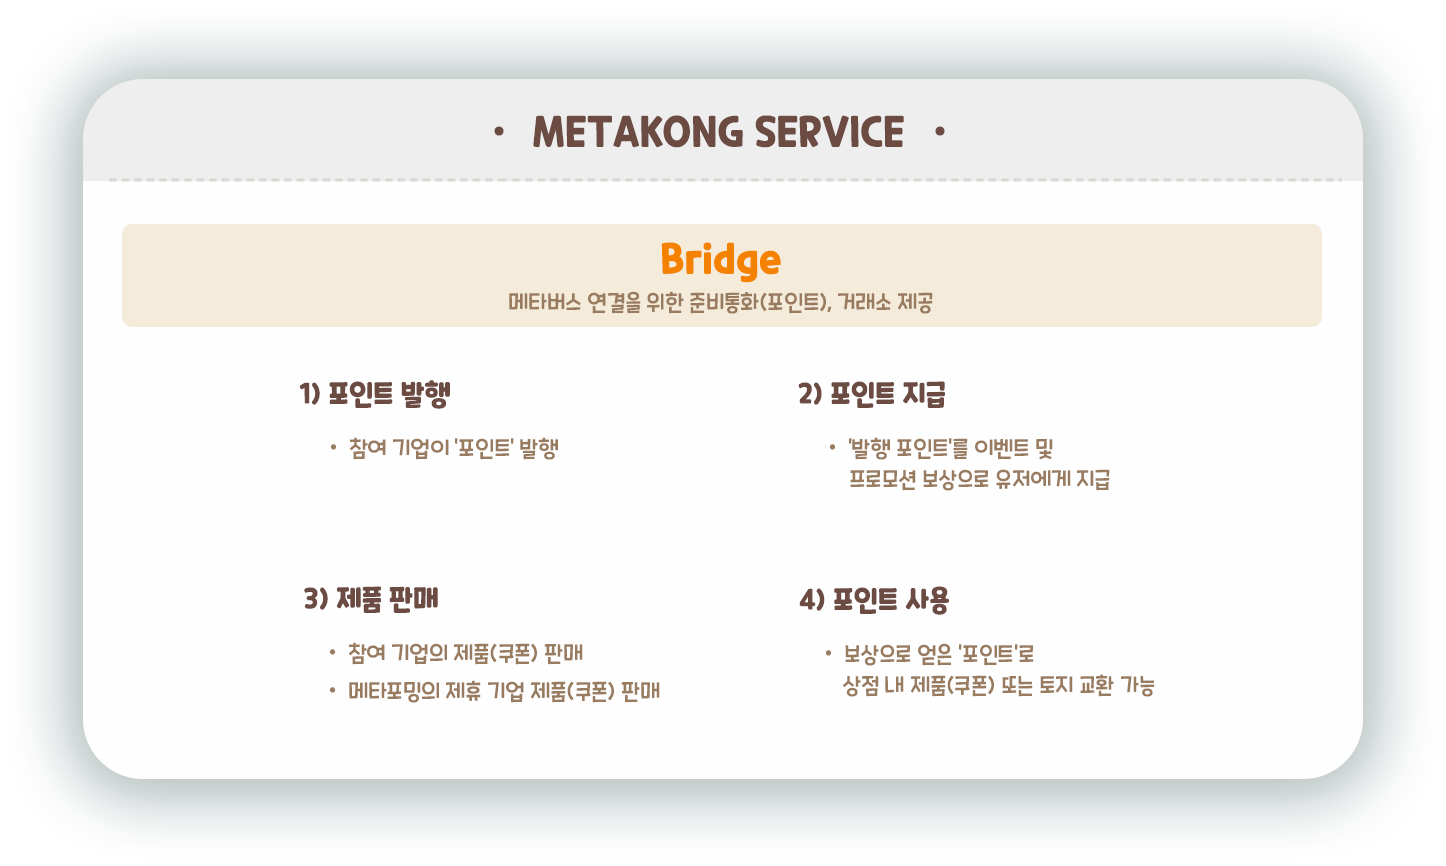 • METAKONG SERVICE •
Bridge
메타버스 연결을 위한 준비통화(포인트), 거래소 제공
1) 포인트 발행
• 참여 기업이 '포인트' 발행
2) 포인트 지급
• '발행 포인트'를 이벤트 및
프로모션 보상으로 유저에게 지급
3) 제품 판매
• 참여 기업의 제품(쿠폰) 판매
• 메타포밍의 제휴 기업 제품(쿠폰) 판매
4) 포인트 사용
• 보상으로 얻은 '포인트'로
상점 내 제품(쿠폰) 또는 토지 교환 가능